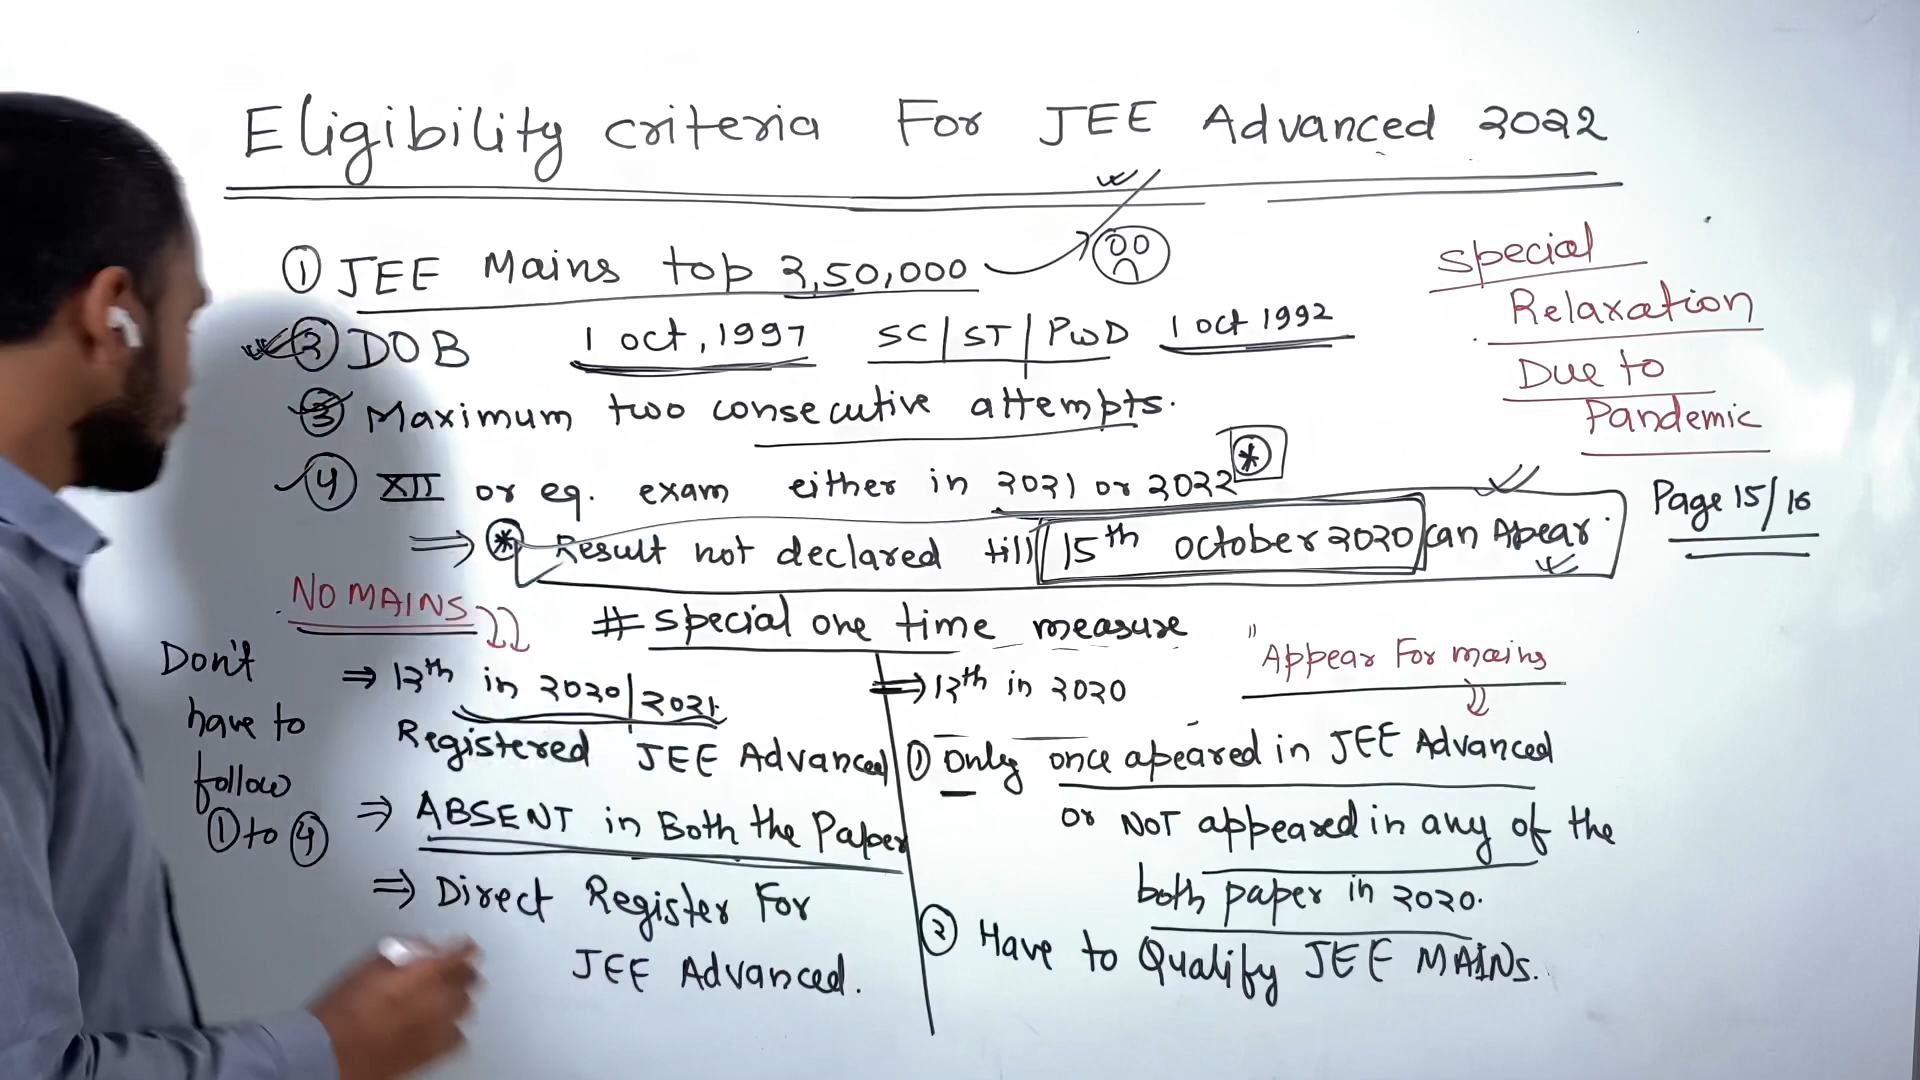 Eligibility criteria For JEE Advanced 2022
① JEE Mains top 2,50,000
② DOB 1 oct, 1997 SC | ST | PwD 1 oct 1992
③ Maximum two consecutive attempts.
④ XII or eq. exam either in 2021 or 2022 *
⇒ * Result not declared till 15th october 2020 can Apear.
Special
Relaxation
Due to
Pandemic
Page 15/16
# special one time measure
NO MAINS
Don't
have to
follow
① to ④
⇒ 12th in 2020/2021
Registered JEE Advanced
⇒ ABSENT in Both the Paper
⇒ Direct Register For
JEE Advanced.
"Appear For mains
⇒ 12th in 2020
① Only once apeared in JEE Advanced
or NOT appeared in any of the
both paper in 2020.
② Have to Qualify JEE MAINs.